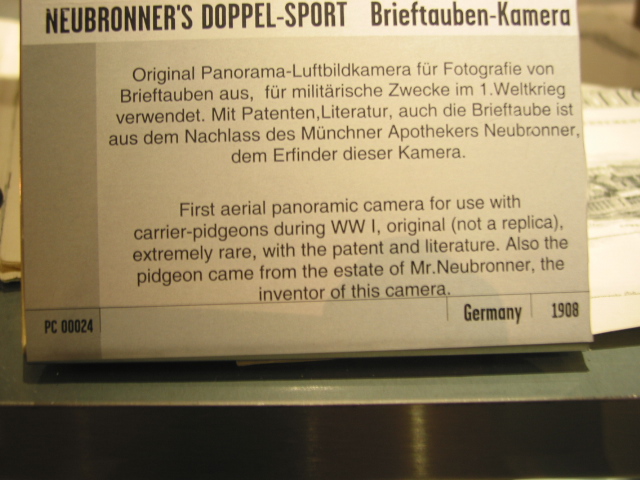 NEUBRONNER'S DOPPEL-SPORT Brieftauben-Kamera
Original Panorama-Luftbildkamera für Fotografie von
Brieftauben aus, für militärische Zwecke im 1.Weltkrieg
verwendet. Mit Patenten,Literatur, auch die Brieftaube ist
aus dem Nachlass des Münchner Apothekers Neubronner,
dem Erfinder dieser Kamera.
First aerial panoramic camera for use with
carrier-pidgeons during WW I, original (not a replica),
extremely rare, with the patent and literature. Also the
pidgeon came from the estate of Mr.Neubronner, the
inventor of this camera.
PC 00024 Germany 1908